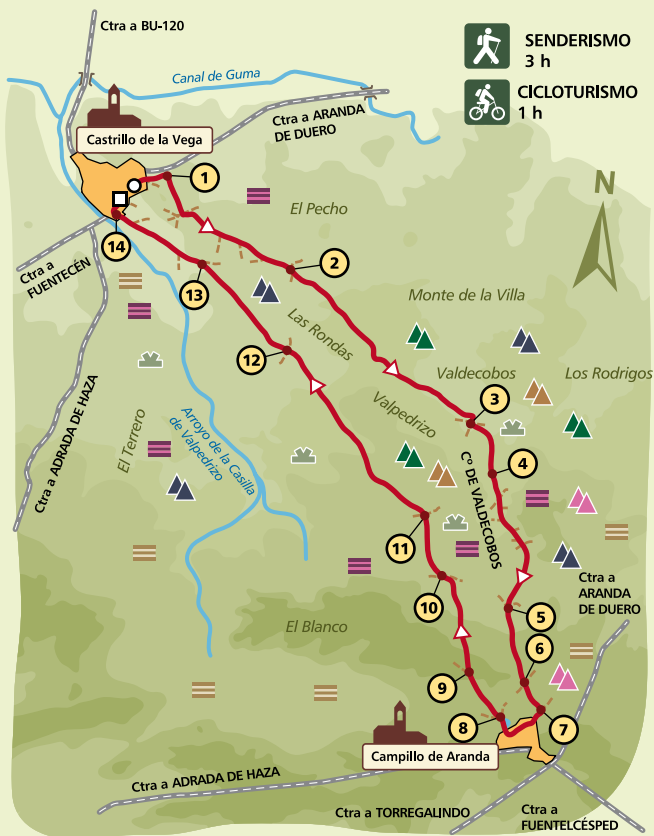 Ctra a BU-120
SENDERISMO
3 h
CICLOTURISMO
1 h
Canal de Guma
Ctra a ARANDA
DE DUERO
Castrillo de la Vega
1
El Pecho
N
14
2
Ctra a
FUENTECÉN
13
Monte de la Villa
Las Rondas
12
Valdecobos
Los Rodrigos
Valpedrizo
3
Ctra a ADRADA DE HAZA
El Terrero
Arroyo de la Casilla
de Valpedrizo
4
Cº DE VALDECOBOS
11
Ctra a
ARANDA
DE DUERO
10
5
El Blanco
6
9
8
7
Campillo de Aranda
Ctra a ADRADA DE HAZA
Ctra a TORREGALINDO
Ctra a
FUENTELCÉSPED